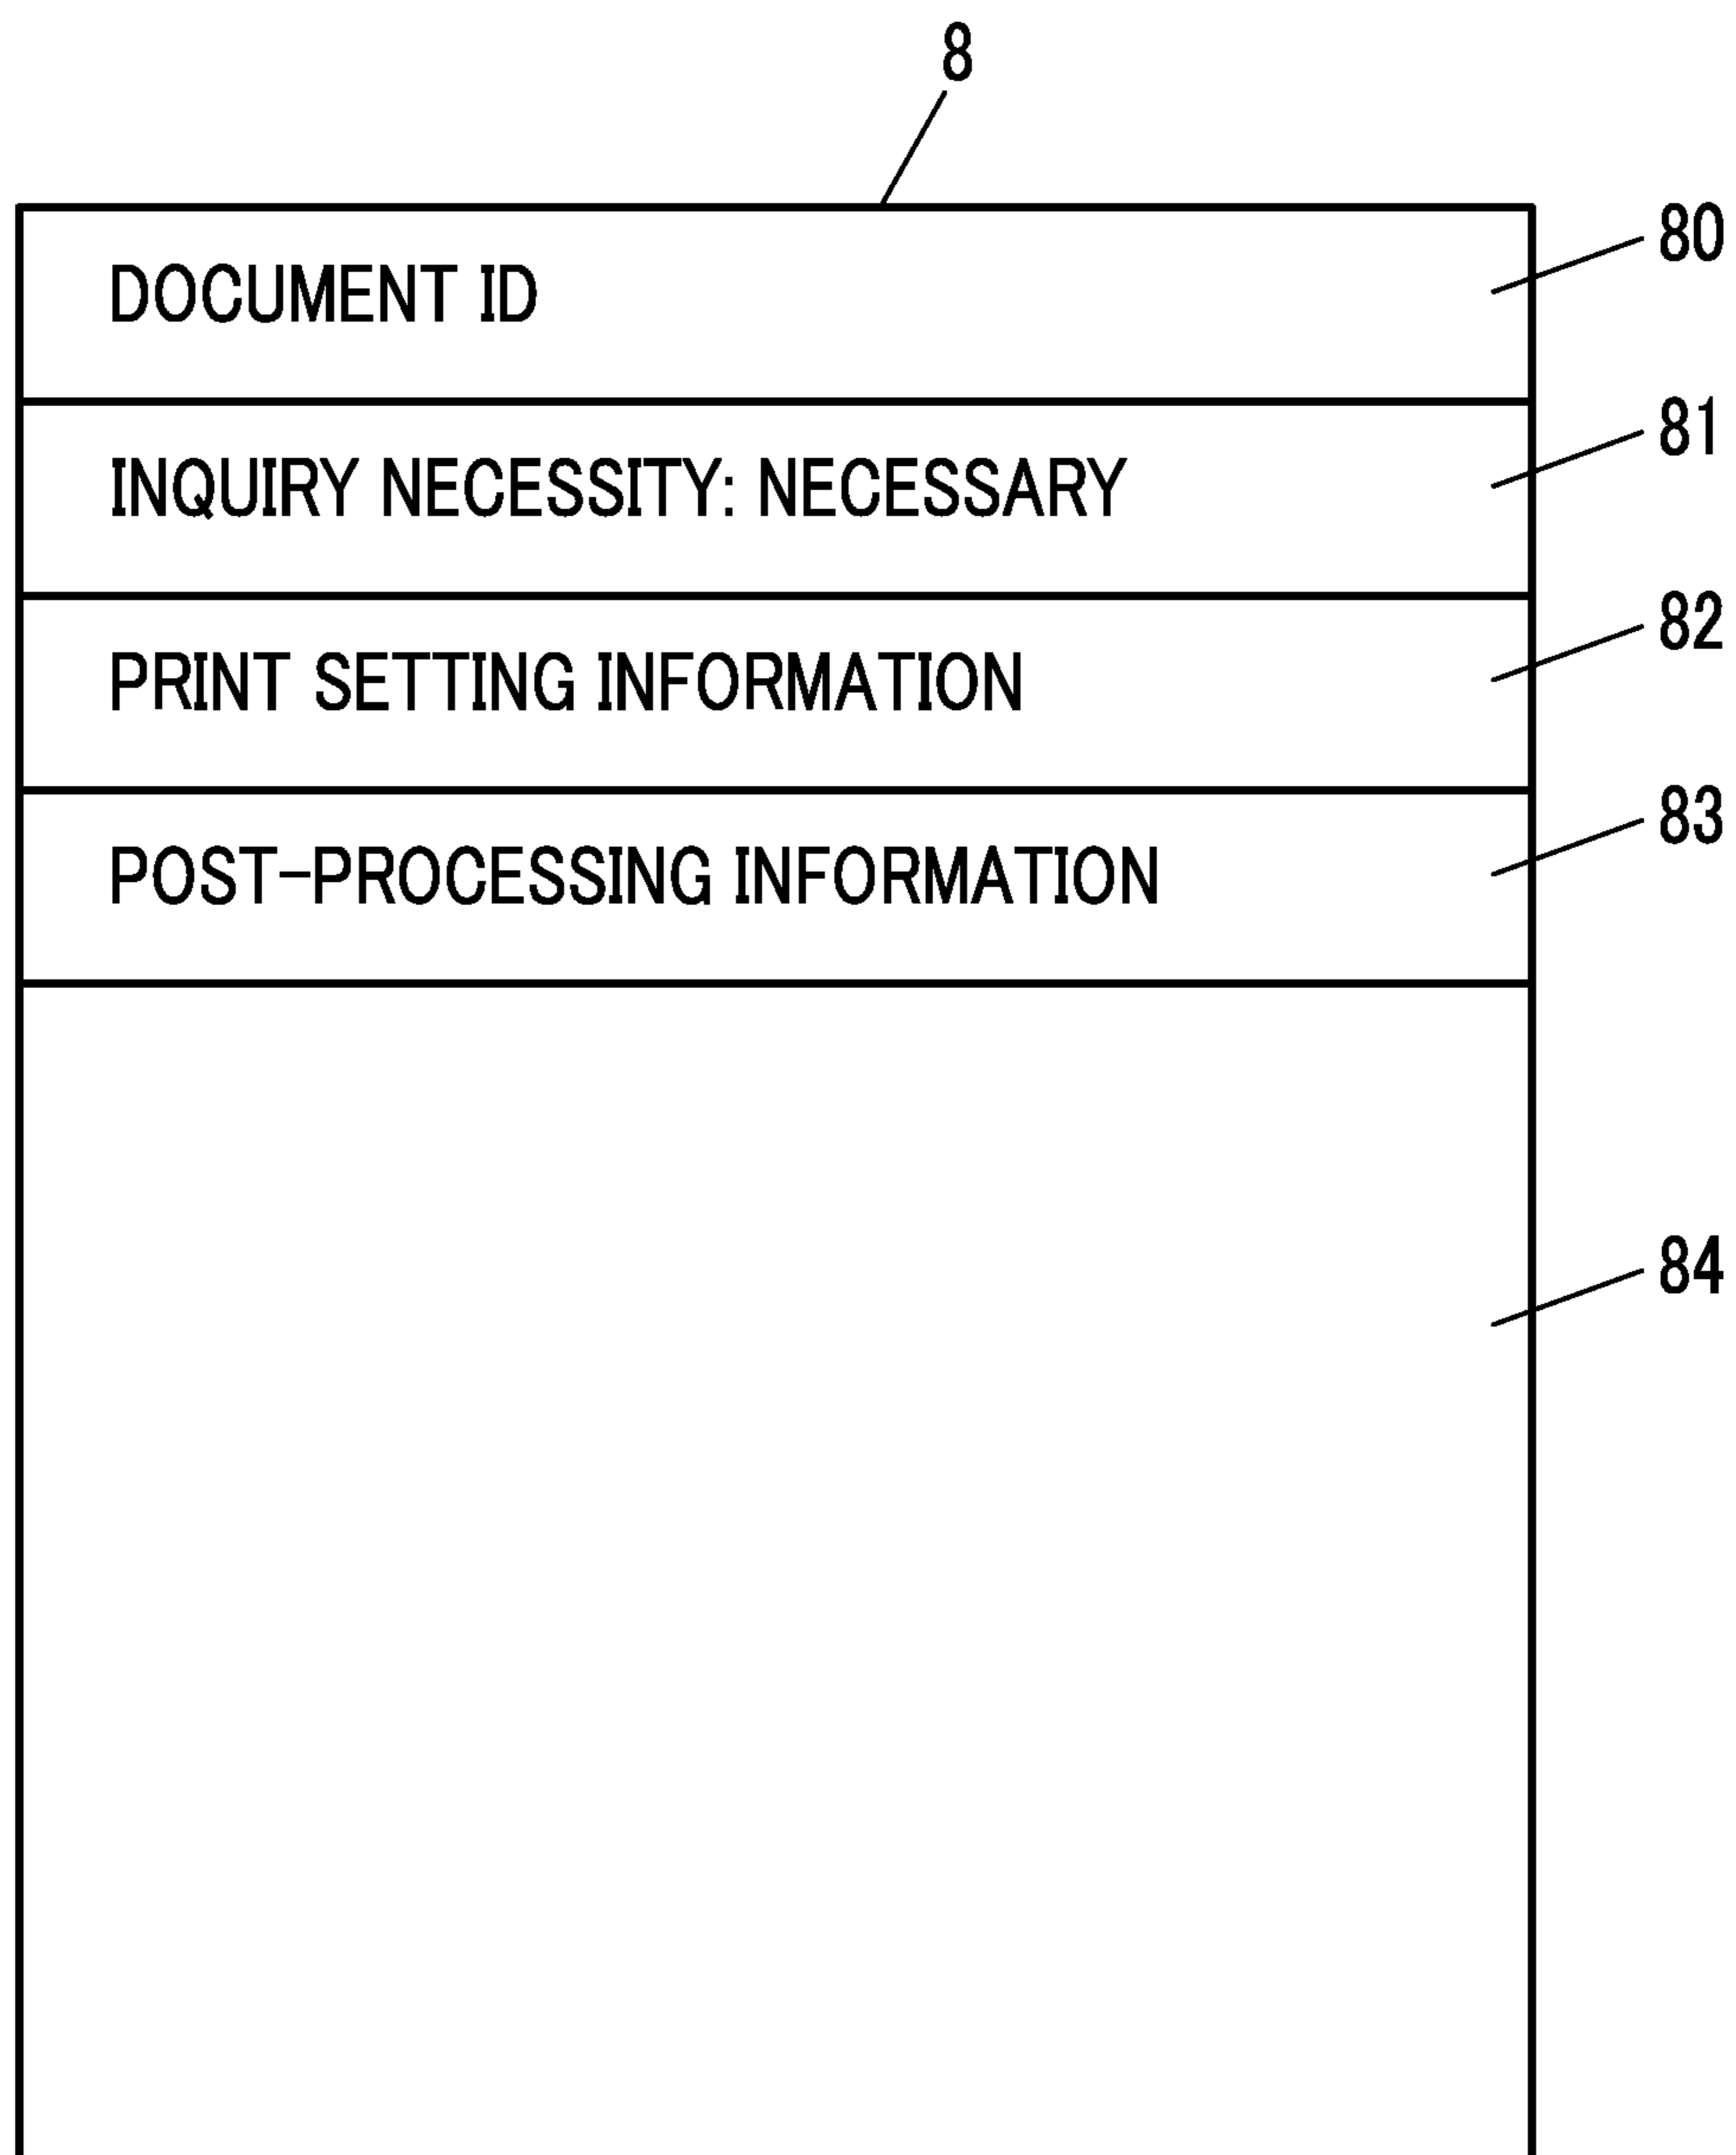 8
DOCUMENT ID
80
INQUIRY NECESSITY: NECESSARY
81
PRINT SETTING INFORMATION
82
POST-PROCESSING INFORMATION
83
84